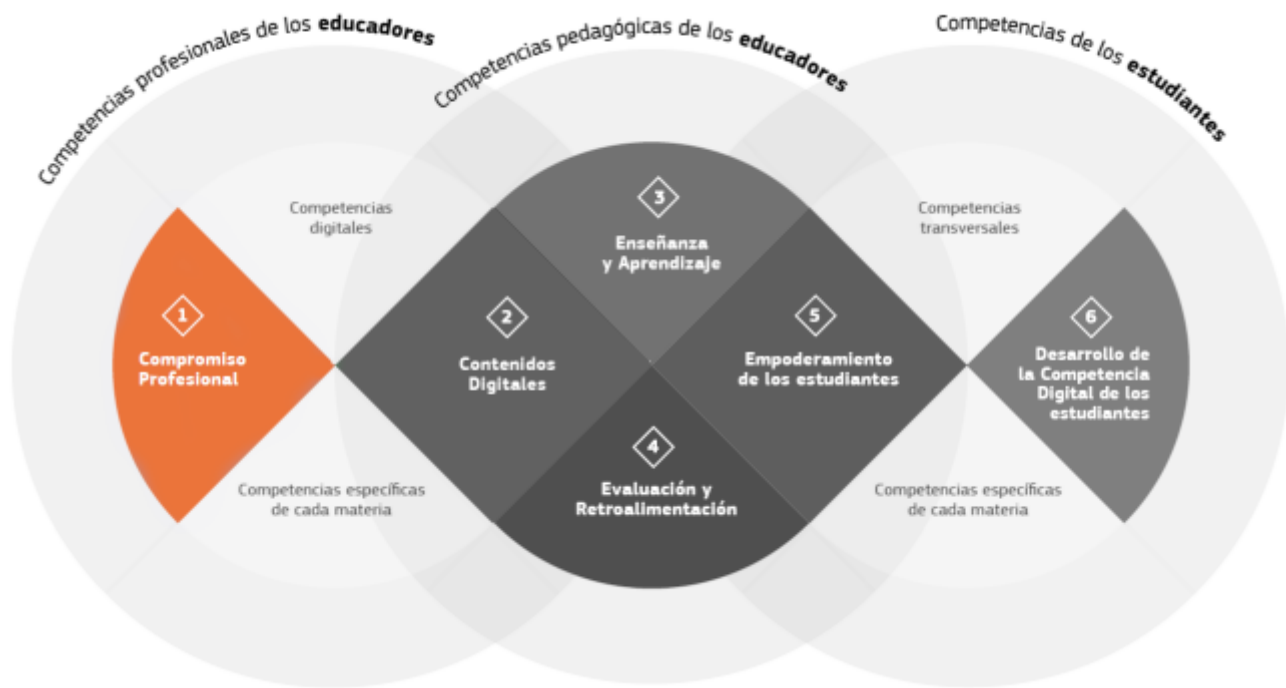 Competencias profesionales de los educadores
Competencias pedagógicas de los educadores
Competencias de los estudiantes
Competencias
digitales
Competencias
transversales
3
Enseñanza
y Aprendizaje
1
Compromiso
Profesional
2
Contenidos
Digitales
5
Empoderamiento
de los estudiantes
6
Desarrollo de
la Competencia
Digital de los
estudiantes
4
Evaluación y
Retroalimentación
Competencias específicas
de cada materia
Competencias específicas
de cada materia